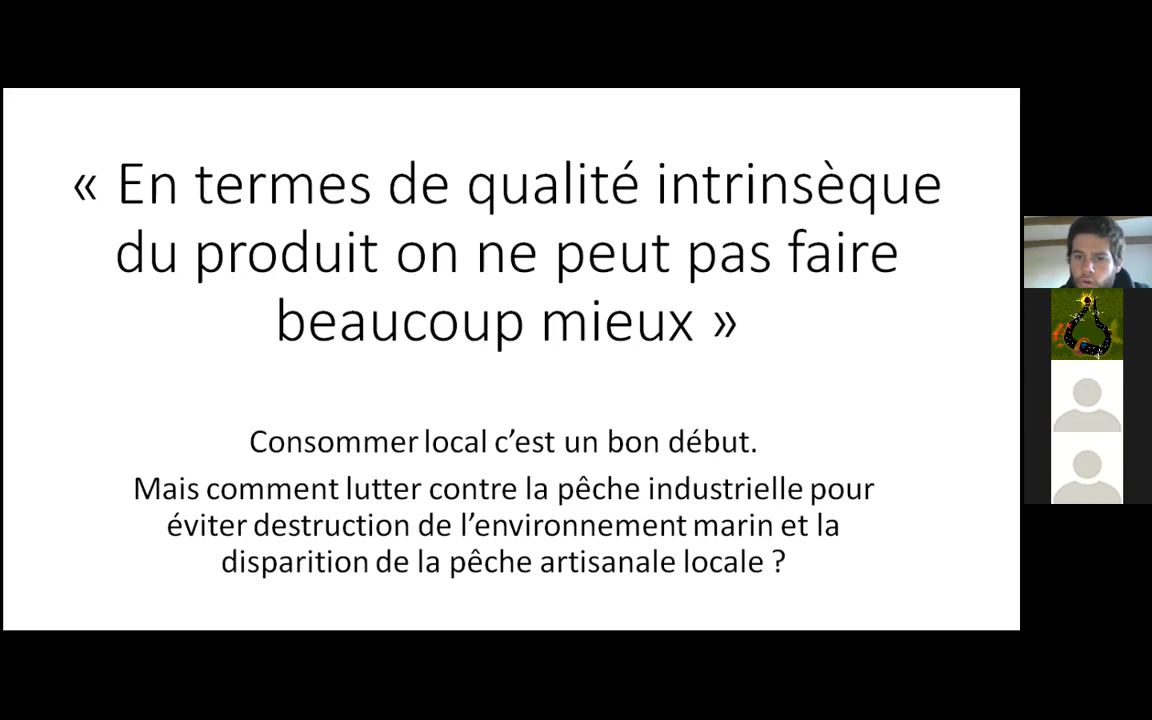 « En termes de qualité intrinsèque
du produit on ne peut pas faire
beaucoup mieux »
Consommer local c’est un bon début.
Mais comment lutter contre la pêche industrielle pour
éviter destruction de l’environnement marin et la
disparition de la pêche artisanale locale ?